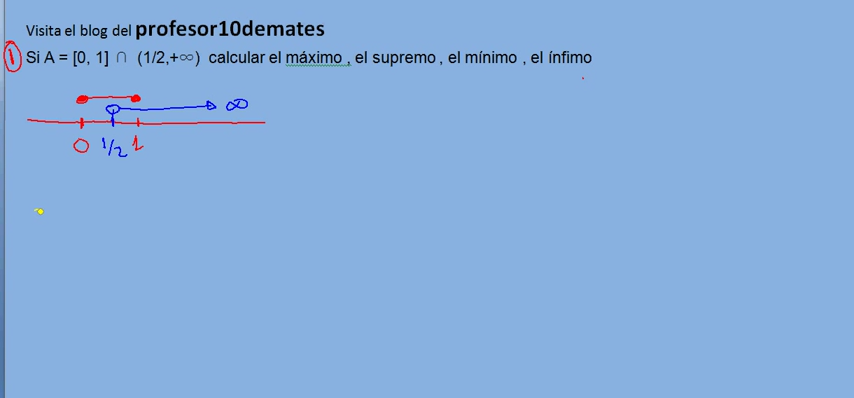 Visita el blog del profesor10demates
1 Si A = [0, 1] ∩ (1/2,+∞) calcular el máximo , el supremo , el mínimo , el ínfimo
∞
0 1/2 1